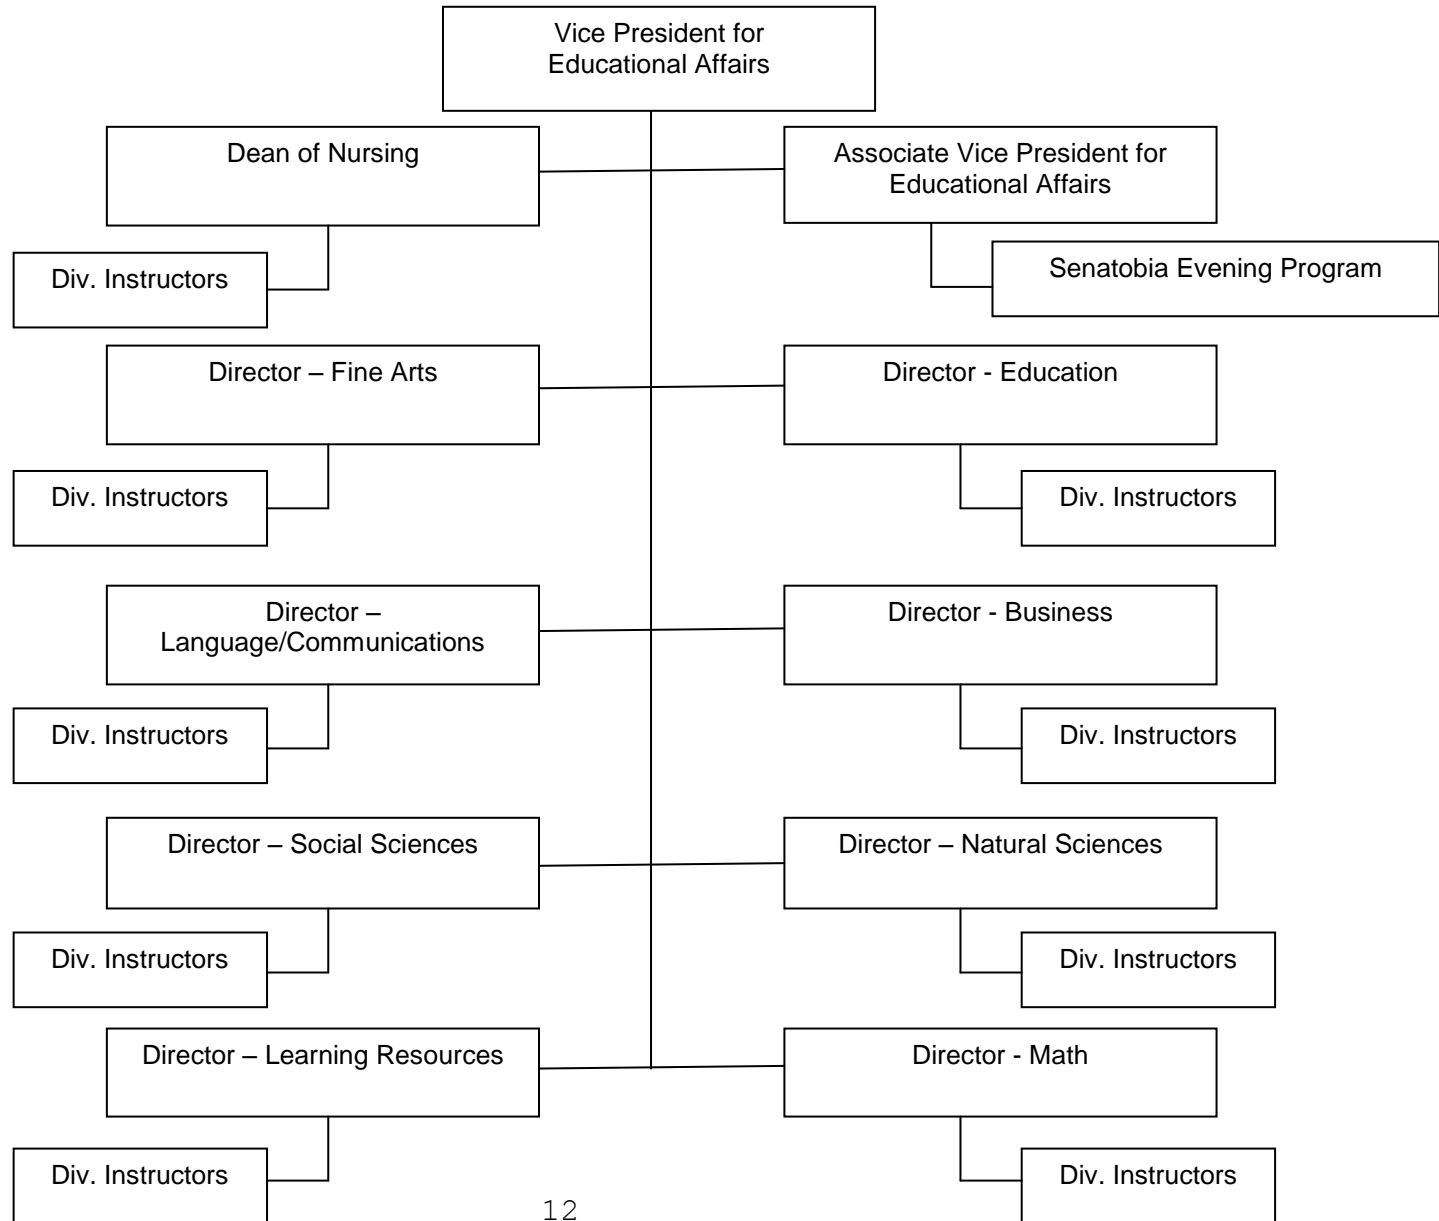 Vice President for
Educational Affairs
Dean of Nursing
Associate Vice President for
Educational Affairs
Div. Instructors
Senatobia Evening Program
Director – Fine Arts
Director - Education
Div. Instructors
Div. Instructors
Director –
Language/Communications
Director - Business
Div. Instructors
Div. Instructors
Director – Social Sciences
Director – Natural Sciences
Div. Instructors
Div. Instructors
Director – Learning Resources
Director - Math
Div. Instructors
Div. Instructors
12